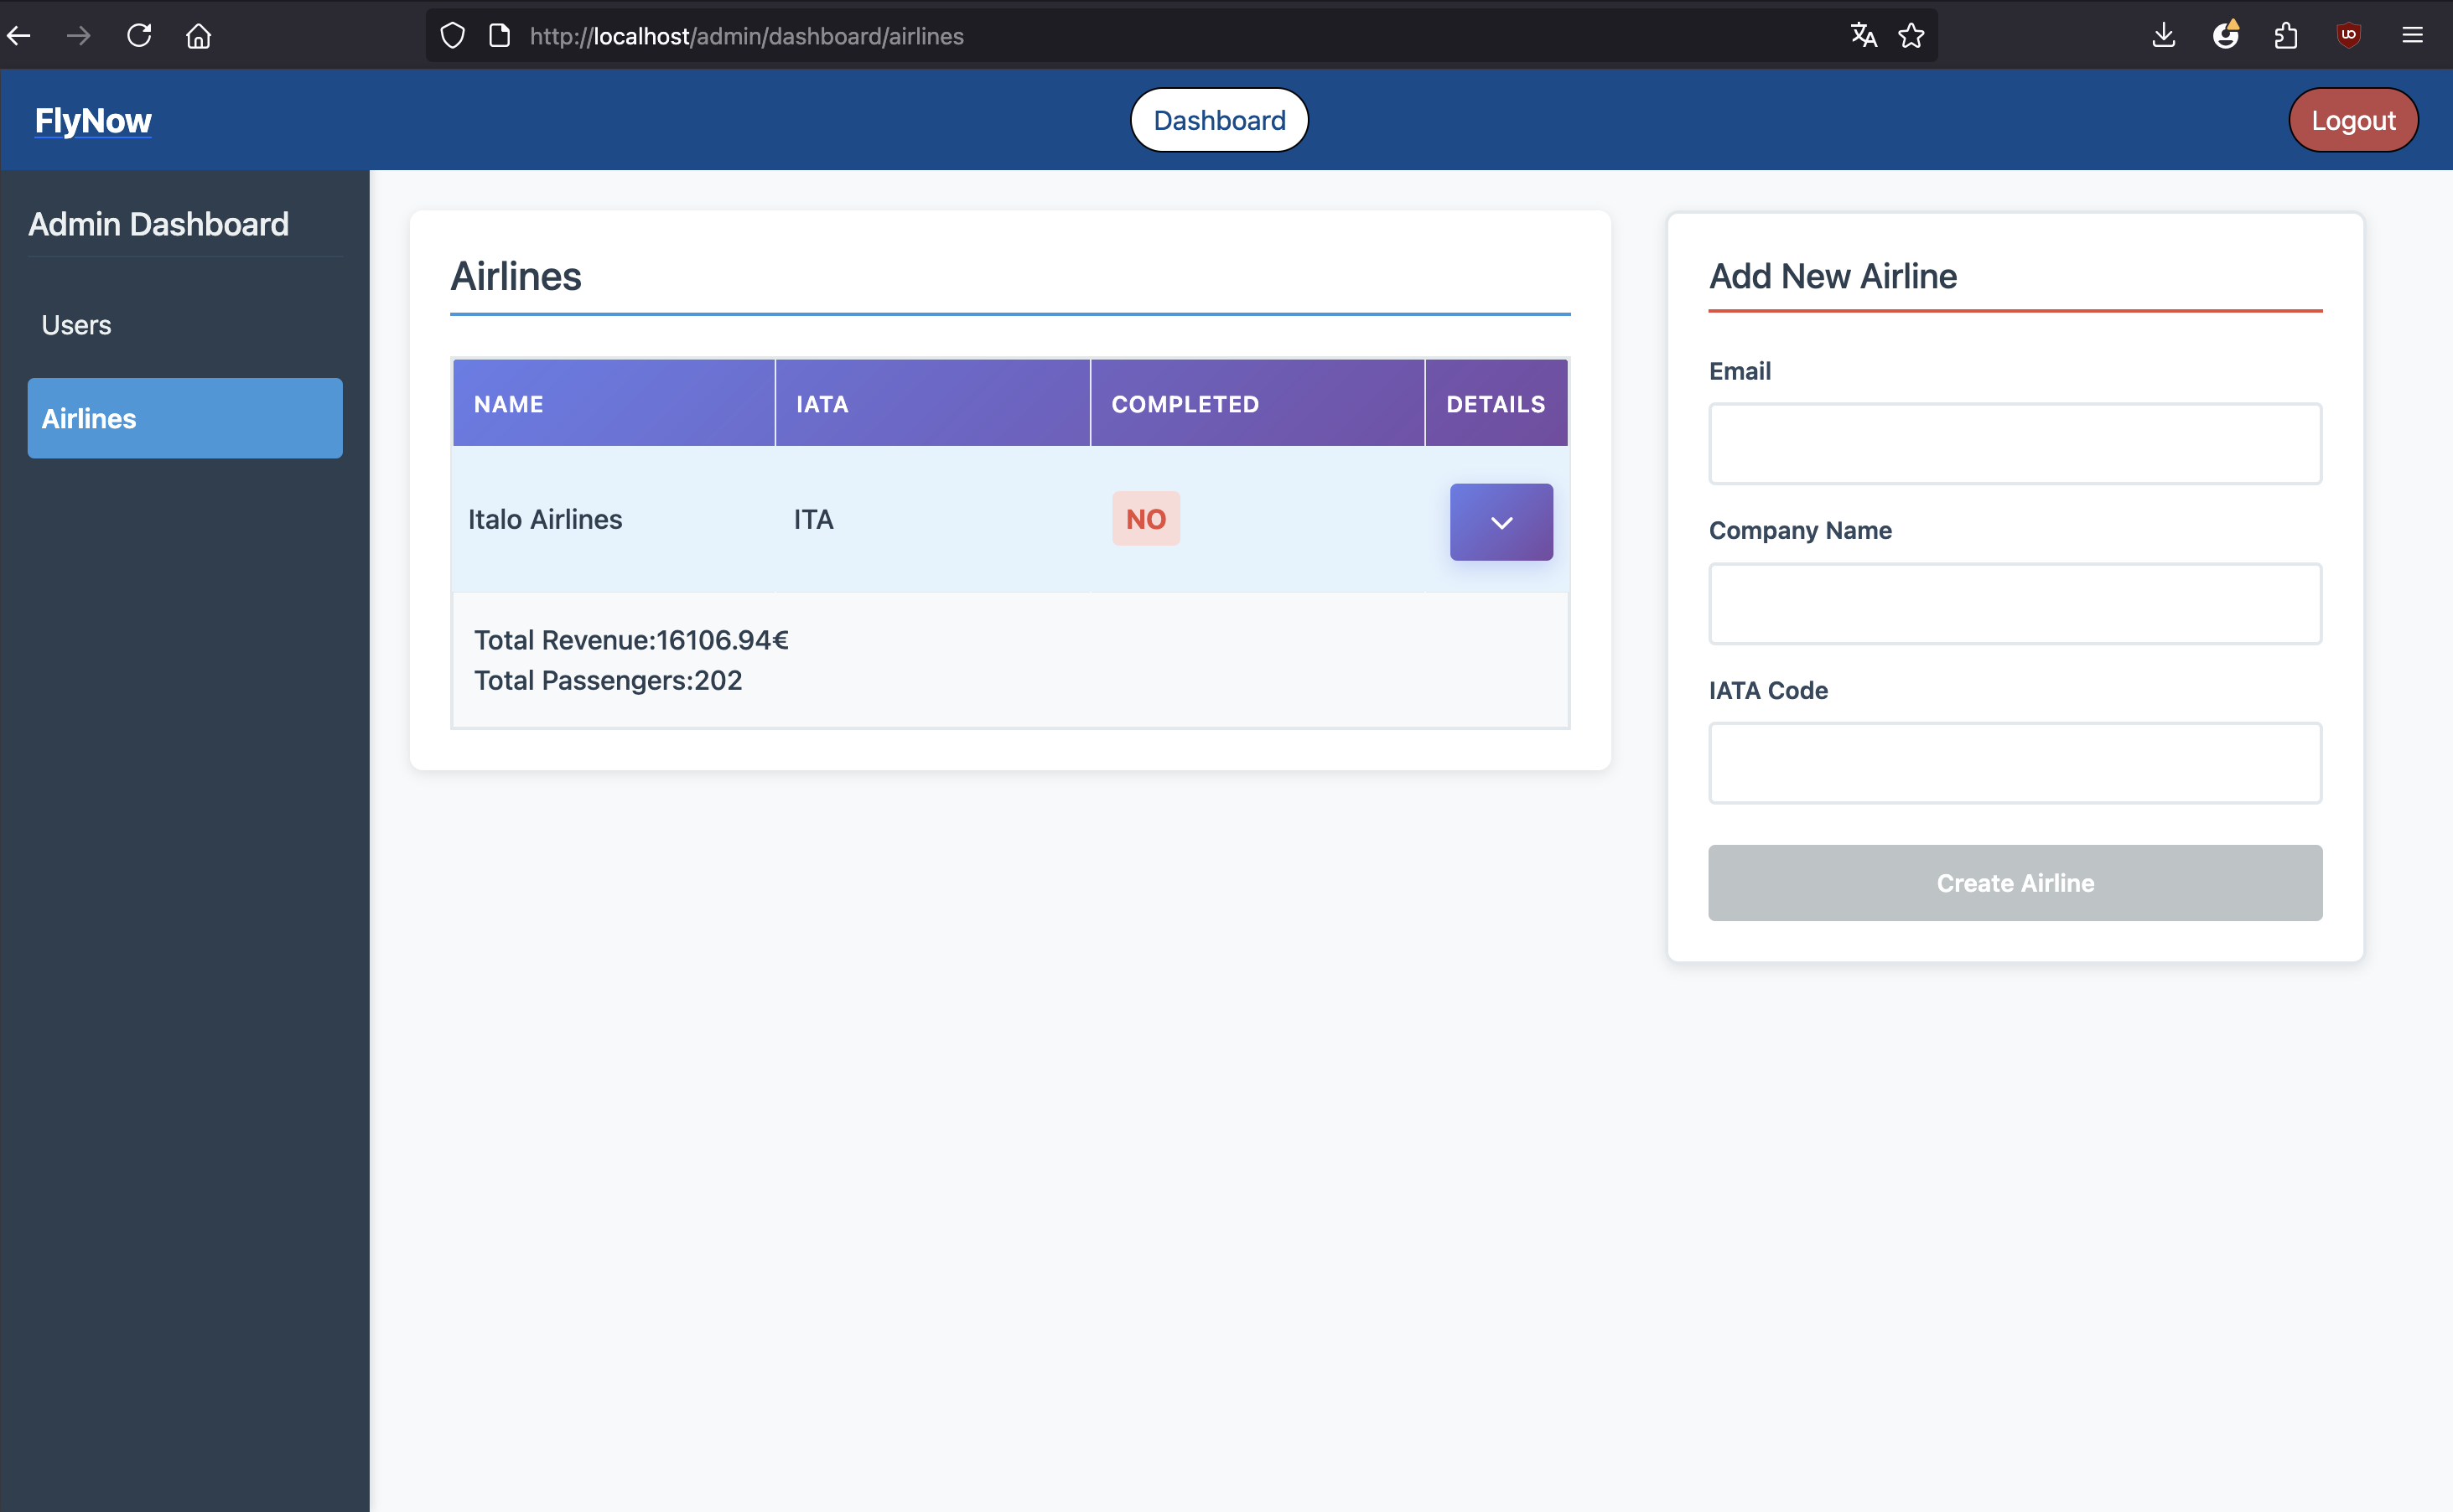 http://localhost/admin/dashboard/airlines
FlyNow
Dashboard
Logout
Admin Dashboard
Users
Airlines
Airlines
NAME IATA COMPLETED DETAILS
Italo Airlines ITA NO
Total Revenue:16106.94€
Total Passengers:202
Add New Airline
Email
Company Name
IATA Code
Create Airline